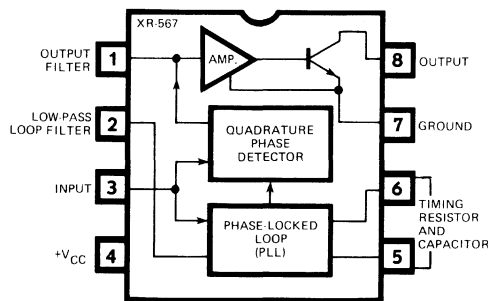 XR-567
OUTPUT
FILTER
1
AMP.
8
OUTPUT
LOW-PASS
LOOP FILTER
2
QUADRATURE
PHASE
DETECTOR
7
GROUND
INPUT
3
6
TIMING
RESISTOR
AND
CAPACITOR
+VCC
4
PHASE-LOCKED
LOOP
(PLL)
5